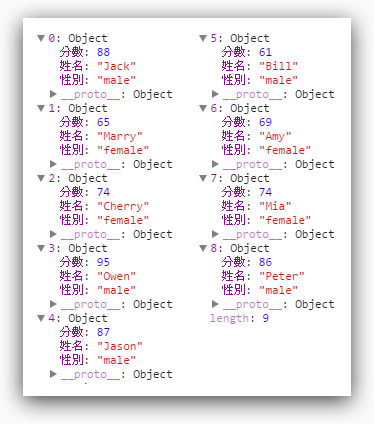 ▼0: Object
分數: 88
姓名: "Jack"
性別: "male"
▶__proto__: Object
▼1: Object
分數: 65
姓名: "Marry"
性別: "female"
▶__proto__: Object
▼2: Object
分數: 74
姓名: "Cherry"
性別: "female"
▶__proto__: Object
▼3: Object
分數: 95
姓名: "Owen"
性別: "male"
▶__proto__: Object
▼4: Object
分數: 87
姓名: "Jason"
性別: "male"
▶__proto__: Object
▼5: Object
分數: 61
姓名: "Bill"
性別: "male"
▶__proto__: Object
▼6: Object
分數: 69
姓名: "Amy"
性別: "female"
▶__proto__: Object
▼7: Object
分數: 74
姓名: "Mia"
性別: "female"
▶__proto__: Object
▼8: Object
分數: 86
姓名: "Peter"
性別: "male"
▶__proto__: Object
length: 9